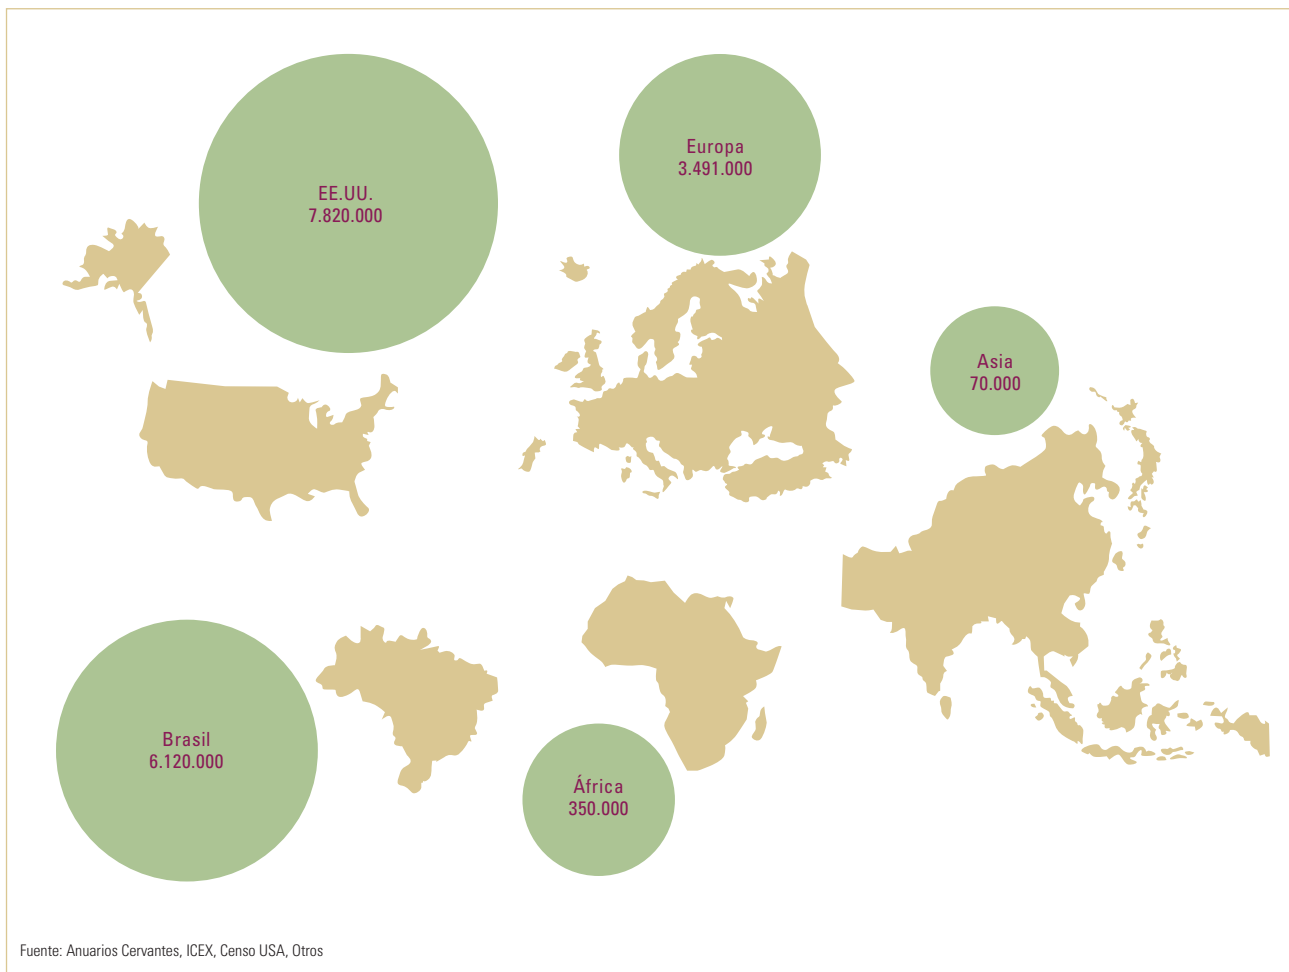 EE.UU.
7.820.000
Europa
3.491.000
Asia
70.000
Brasil
6.120.000
África
350.000
Fuente: Anuarios Cervantes, ICEX, Censo USA, Otros